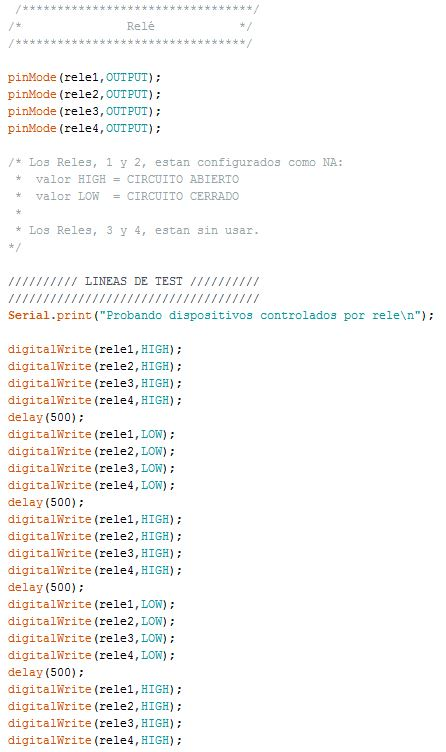 /*********************************/
/*               Relé            */
/*********************************/
pinMode(rele1,OUTPUT);
pinMode(rele2,OUTPUT);
pinMode(rele3,OUTPUT);
pinMode(rele4,OUTPUT);
/* Los Reles, 1 y 2, estan configurados como NA:
 *  valor HIGH = CIRCUITO ABIERTO
 *  valor LOW  = CIRCUITO CERRADO
 *
 * Los Reles, 3 y 4, estan sin usar.
*/
////////// LINEAS DE TEST //////////
////////////////////////////////////
Serial.print("Probando dispositivos controlados por rele\n");
digitalWrite(rele1,HIGH);
digitalWrite(rele2,HIGH);
digitalWrite(rele3,HIGH);
digitalWrite(rele4,HIGH);
delay(500);
digitalWrite(rele1,LOW);
digitalWrite(rele2,LOW);
digitalWrite(rele3,LOW);
digitalWrite(rele4,LOW);
delay(500);
digitalWrite(rele1,HIGH);
digitalWrite(rele2,HIGH);
digitalWrite(rele3,HIGH);
digitalWrite(rele4,HIGH);
delay(500);
digitalWrite(rele1,LOW);
digitalWrite(rele2,LOW);
digitalWrite(rele3,LOW);
digitalWrite(rele4,LOW);
delay(500);
digitalWrite(rele1,HIGH);
digitalWrite(rele2,HIGH);
digitalWrite(rele3,HIGH);
digitalWrite(rele4,HIGH);